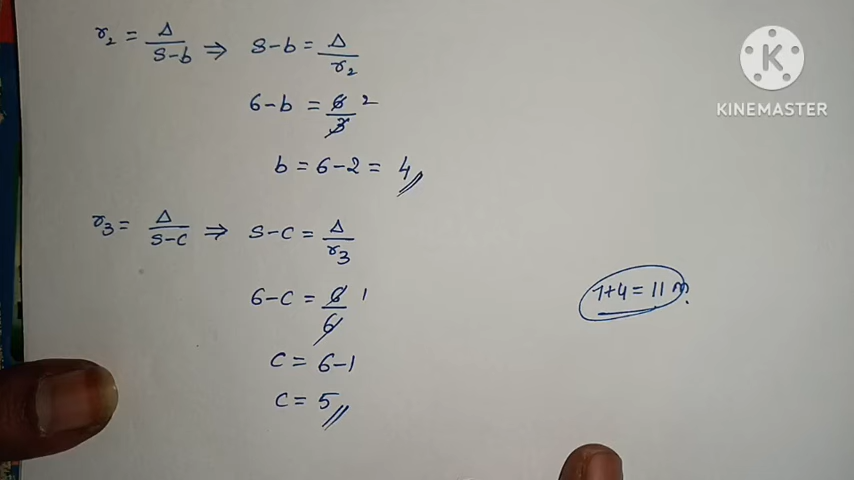 r₂ = Δ/(S-b) ⇒ S-b = Δ/r₂
6-b = 6/3 2
b = 6-2 = 4
r₃ = Δ/(S-C) ⇒ S-C = Δ/r₃
6-C = 6/6 1
C = 6-1
C = 5
7+4 = 11 m.
KINEMASTER